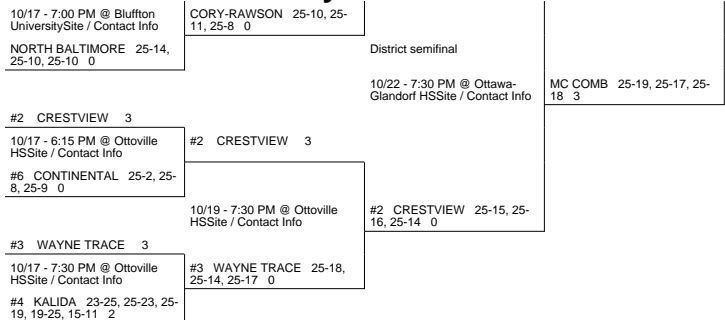 10/17 - 7:00 PM @ Bluffton
UniversitySite / Contact Info
CORY-RAWSON 25-10, 25-
11, 25-8 0
NORTH BALTIMORE 25-14,
25-10, 25-10 0
District semifinal
10/22 - 7:30 PM @ Ottawa-
Glandorf HSSite / Contact Info
MC COMB 25-19, 25-17, 25-
18 3
#2 CRESTVIEW 3
10/17 - 6:15 PM @ Ottoville
HSSite / Contact Info
#2 CRESTVIEW 3
#6 CONTINENTAL 25-2, 25-
8, 25-9 0
10/19 - 7:30 PM @ Ottoville
HSSite / Contact Info
#2 CRESTVIEW 25-15, 25-
16, 25-14 0
#3 WAYNE TRACE 3
10/17 - 7:30 PM @ Ottoville
HSSite / Contact Info
#3 WAYNE TRACE 25-18,
25-14, 25-17 0
#4 KALIDA 23-25, 25-23, 25-
19, 19-25, 15-11 2